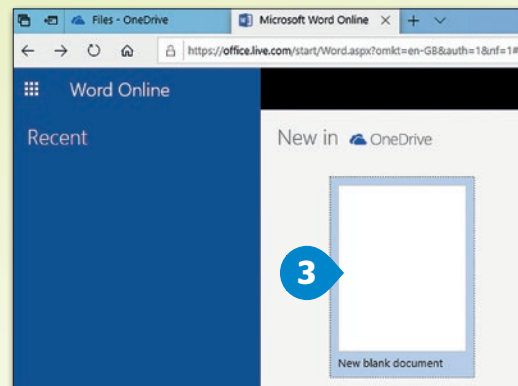 Files - OneDrive
Microsoft Word Online
https://office.live.com/start/Word.aspx?omkt=en-GB&auth=1&nf=1#
Word Online
Recent
New in OneDrive
3
New blank document